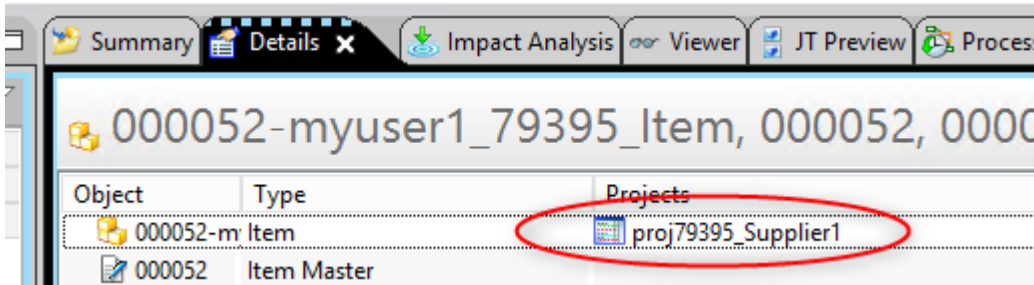 Summary Details Impact Analysis Viewer JT Preview
000052-myuser1_79395_Item, 000052,
Object Type Projects
Item proj79395_Supplier1
000052 Item Master